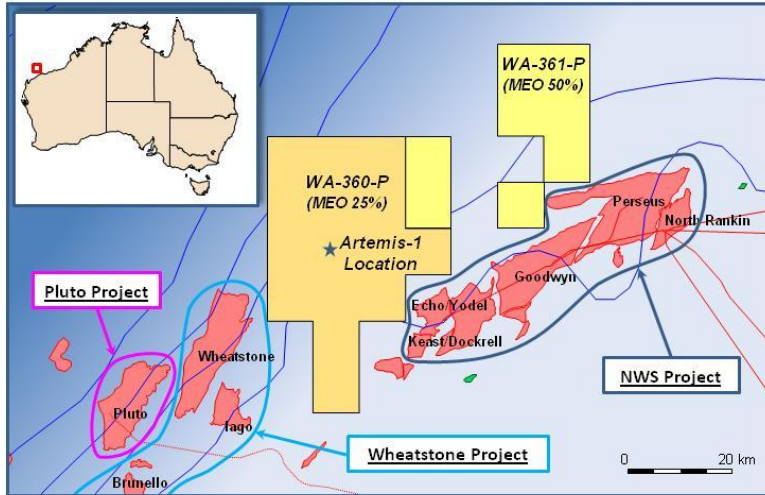 WA-361-P
(MEO 50%)
WA-360-P
(MEO 25%)
Artemis-1
Location
Perseus
North Rankin
Goodwyn
Echo/Yodel
Keast/Dockrell
Pluto Project
Wheatstone
Pluto
Iago
Brunello
NWS Project
Wheatstone Project
0 20 km